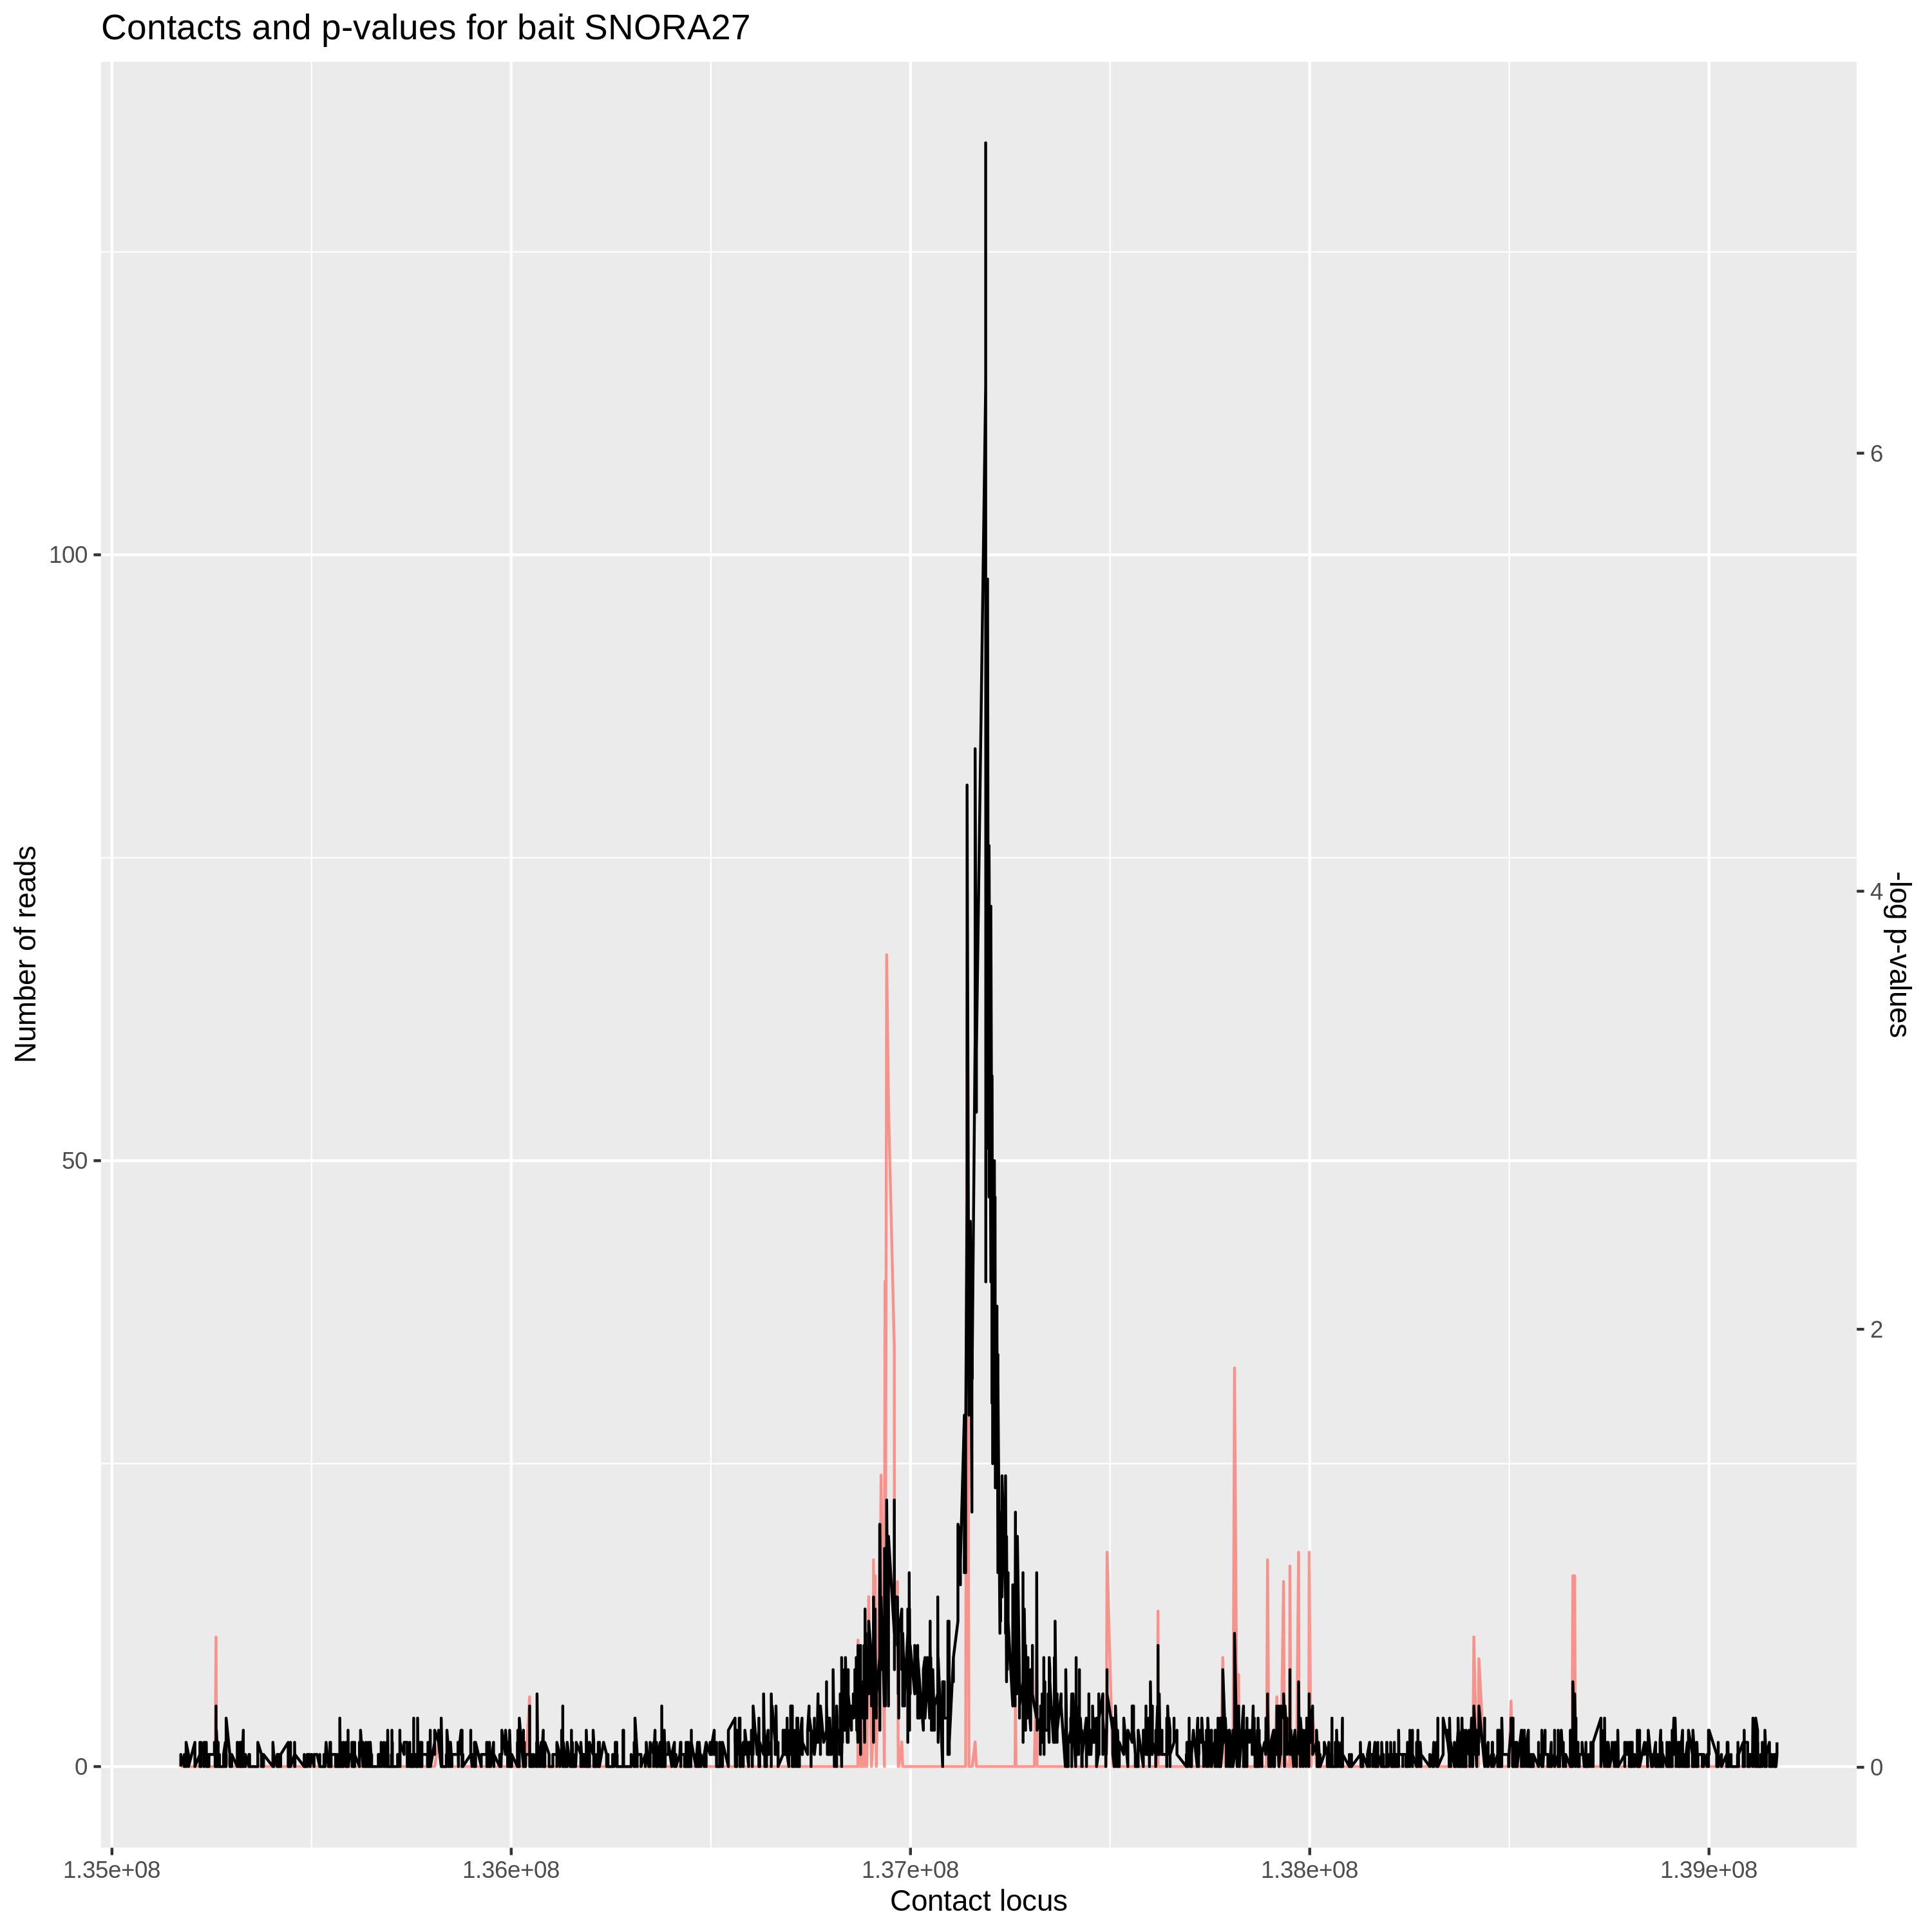 Contacts and p-values for bait SNORA27
Number of reads
100
50
0
6
4
2
0
-log p-values
1.35e+08 1.36e+08 1.37e+08 1.38e+08 1.39e+08
Contact locus